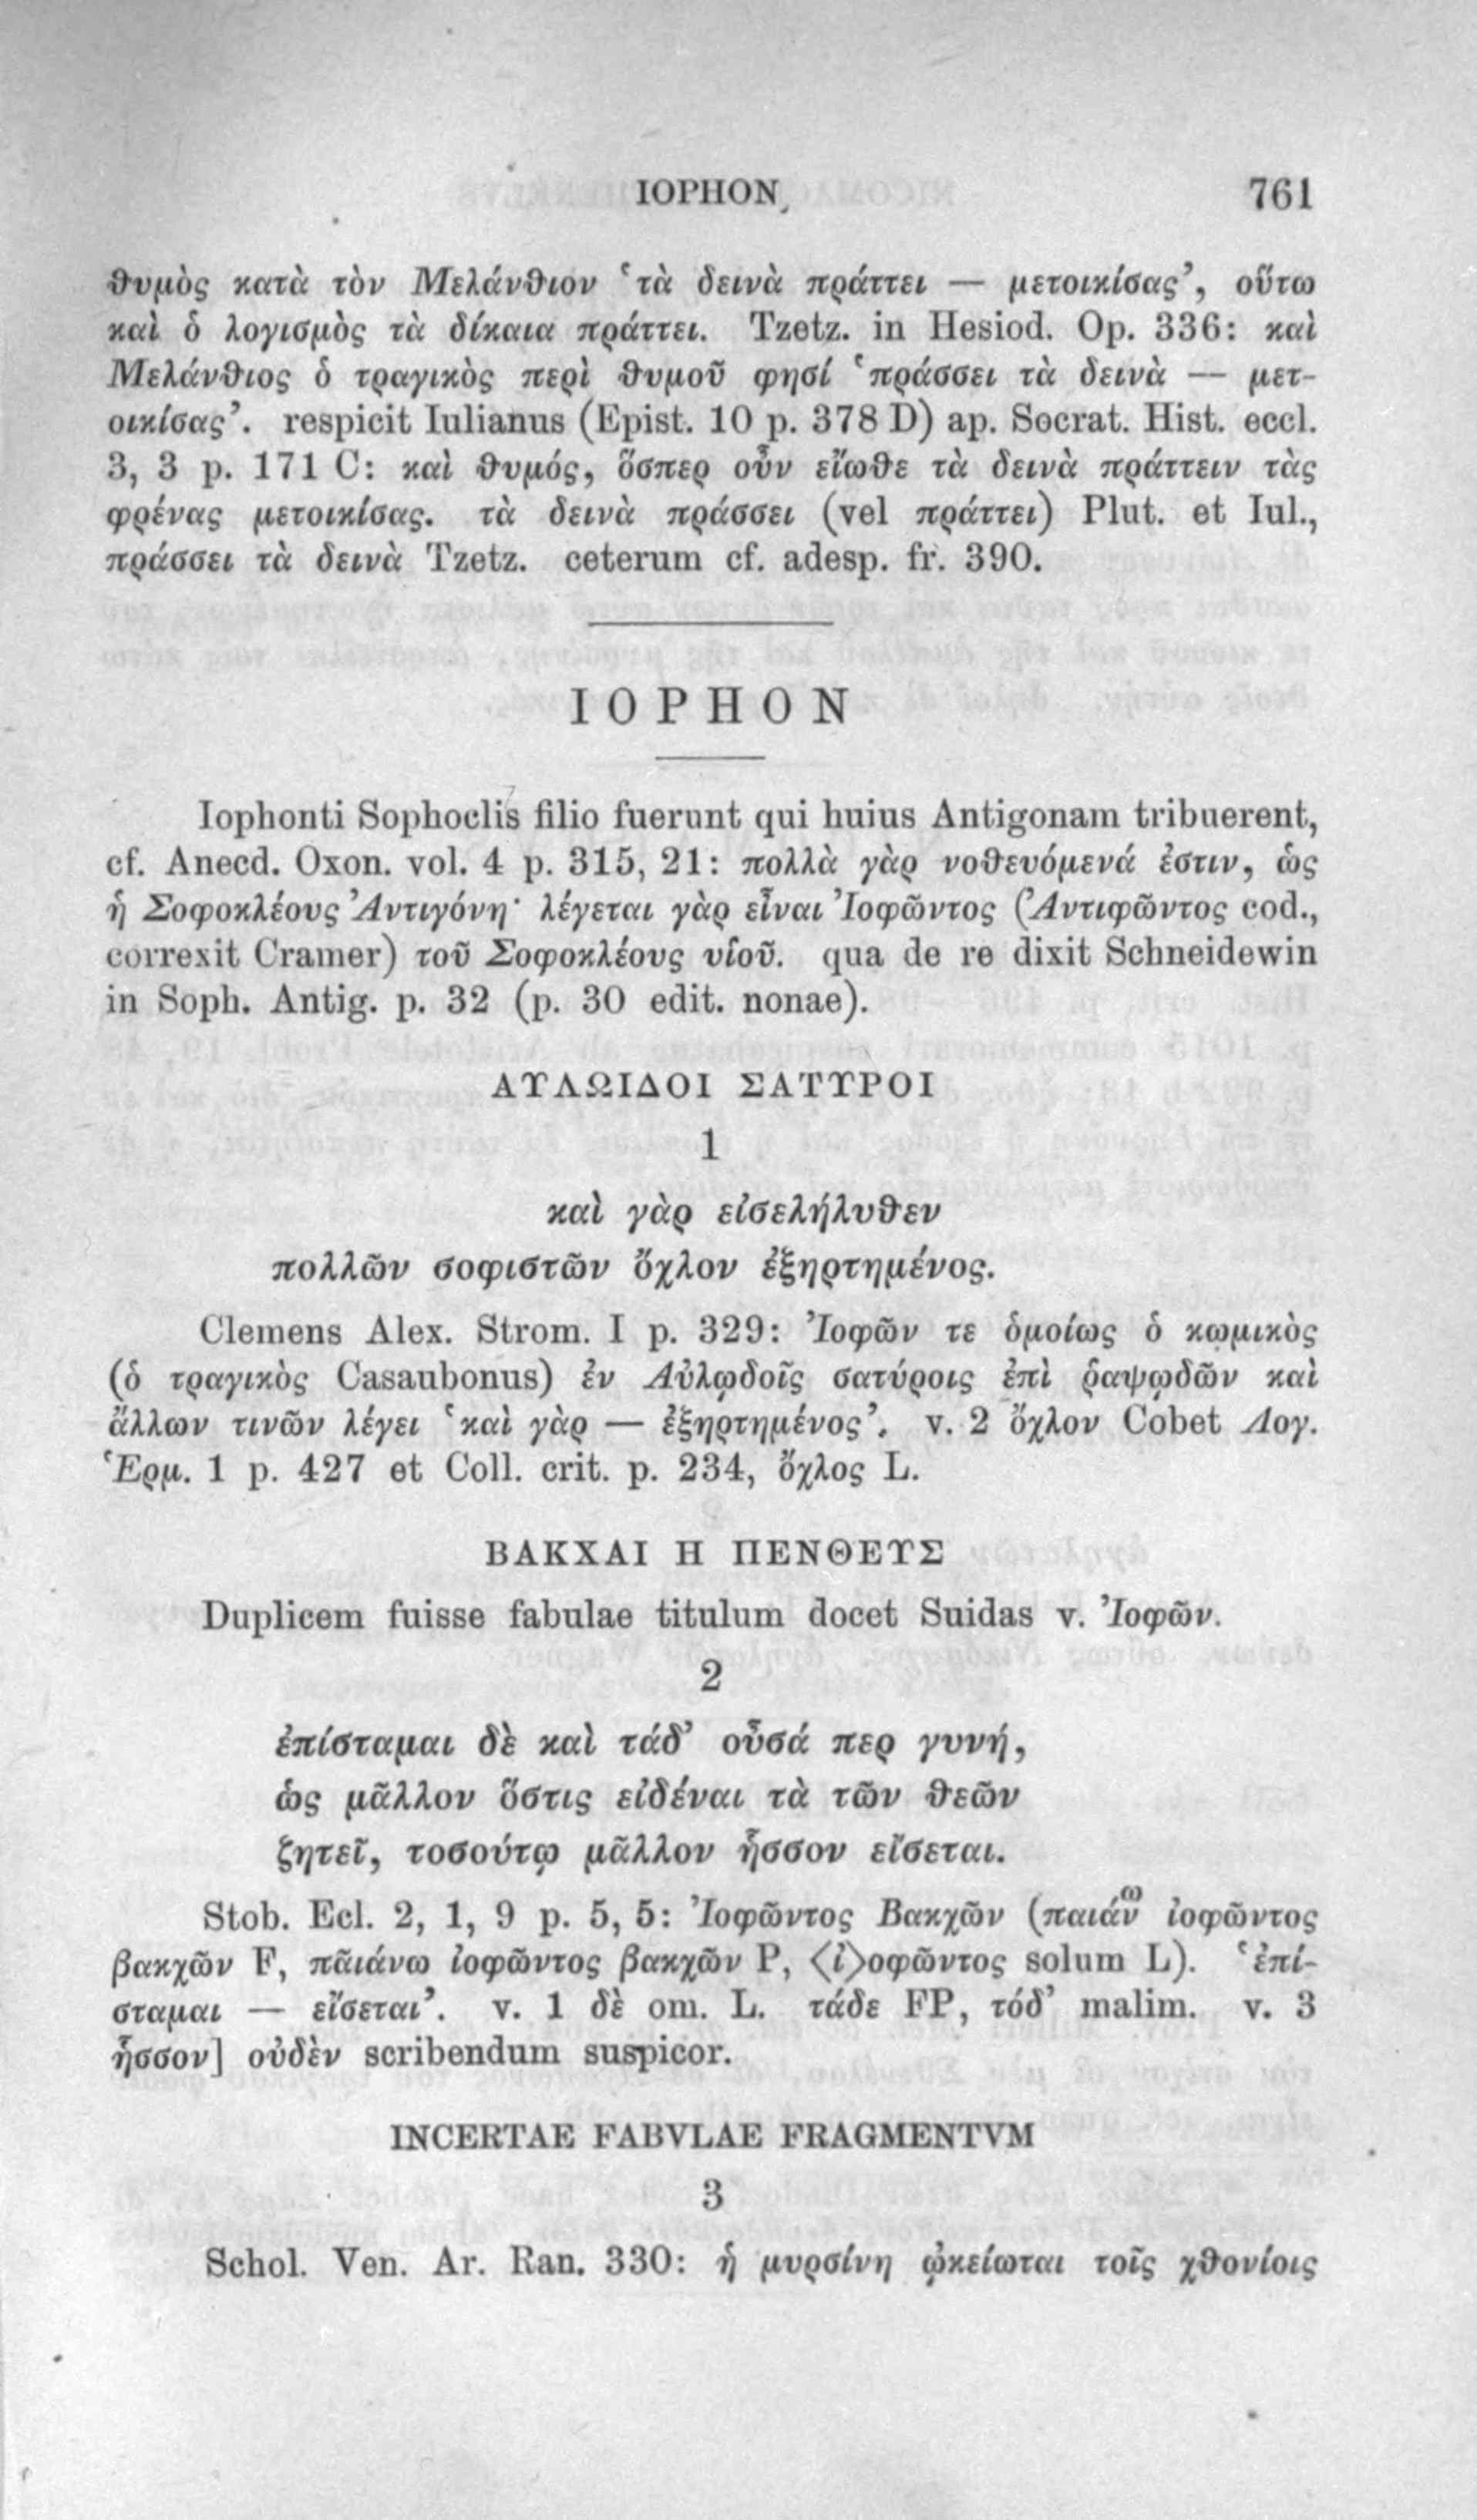 IOPHON 761
θυμὸς κατὰ τὸν Μελάνθιον ‘τὰ δεινὰ πράττει — μετοικίσας’, οὕτω
καὶ ὁ λογισμὸς τὰ δίκαια πράττει. Tzetz. in Hesiod. Op. 336: καὶ
Μελάνθιος ὁ τραγικὸς περὶ θυμοῦ φησί ‘πράσσει τὰ δεινὰ — μετ-
οικίσας’. respicit Iulianus (Epist. 10 p. 378 D) ap. Socrat. Hist. eccl.
3, 3 p. 171 C: καὶ θυμός, ὅσπερ οὖν εἴωθε τὰ δεινὰ πράττειν τὰς
φρένας μετοικίσας. τὰ δεινὰ πράσσει (vel πράττει) Plut. et Iul.,
πράσσει τὰ δεινὰ Tzetz. ceterum cf. adesp. fr. 390.
IOPHON
Iophonti Sophoclis filio fuerunt qui huius Antigonam tribuerent,
cf. Anecd. Oxon. vol. 4 p. 315, 21: πολλὰ γὰρ νοθευόμενά ἐστιν, ὡς
ἡ Σοφοκλέους Ἀντιγόνη· λέγεται γὰρ εἶναι Ἰοφῶντος (Ἀντιφῶντος cod.,
correxit Cramer) τοῦ Σοφοκλέους υἱοῦ. qua de re dixit Schneidewin
in Soph. Antig. p. 32 (p. 30 edit. nonae).
ΑΥΛΩΙΔΟΙ ΣΑΤΥΡΟΙ
1
καὶ γὰρ εἰσελήλυθεν
πολλῶν σοφιστῶν ὄχλον ἐξηρτημένος.
Clemens Alex. Strom. I p. 329: Ἰοφῶν τε ὁμοίως ὁ κωμικὸς
(ὁ τραγικὸς Casaubonus) ἐν Αὐλῳδοῖς σατύροις ἐπὶ ῥαψῳδῶν καὶ
ἄλλων τινῶν λέγει ‘καὶ γὰρ — ἐξηρτημένος’. v. 2 ὄχλον Cobet Λογ.
Ἑρμ. 1 p. 427 et Coll. crit. p. 234, ὄχλος L.
ΒΑΚΧΑΙ Η ΠΕΝΘΕΥΣ
Duplicem fuisse fabulae titulum docet Suidas v. Ἰοφῶν.
2
ἐπίσταμαι δὲ καὶ τάδ’ οὖσά περ γυνή,
ὡς μᾶλλον ὅστις εἰδέναι τὰ τῶν θεῶν
ζητεῖ, τοσούτῳ μᾶλλον ἧσσον εἴσεται.
Stob. Ecl. 2, 1, 9 p. 5, 5: Ἰοφῶντος Βακχῶν (παιάν͡ω ἰοφῶντος
βακχῶν F, πᾶιάνω ἰοφῶντος βακχῶν P, 〈ἰ〉οφῶντος solum L). ‘ἐπί-
σταμαι — εἴσεται’. v. 1 δὲ om. L. τάδε FP, τόδ’ malim. v. 3
ἧσσον] οὐδὲν scribendum suspicor.
INCERTAE FABVLAE FRAGMENTVM
3
Schol. Ven. Ar. Ran. 330: ἡ μυρσίνη ᾠκείωται τοῖς χθονίοις